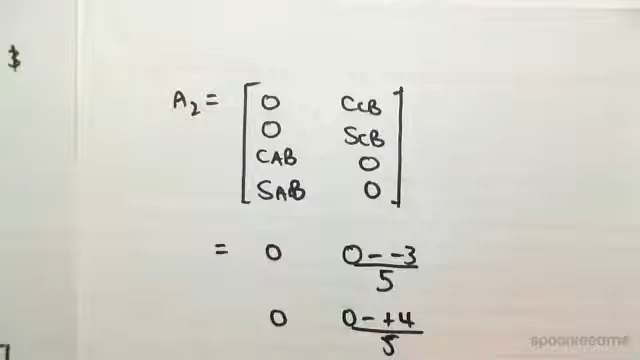 A₂ = [ 0 CCB
0 SCB
CAB 0
SAB 0 ]
= 0 0--3/5
0 0-+4/5
spoonfeedme